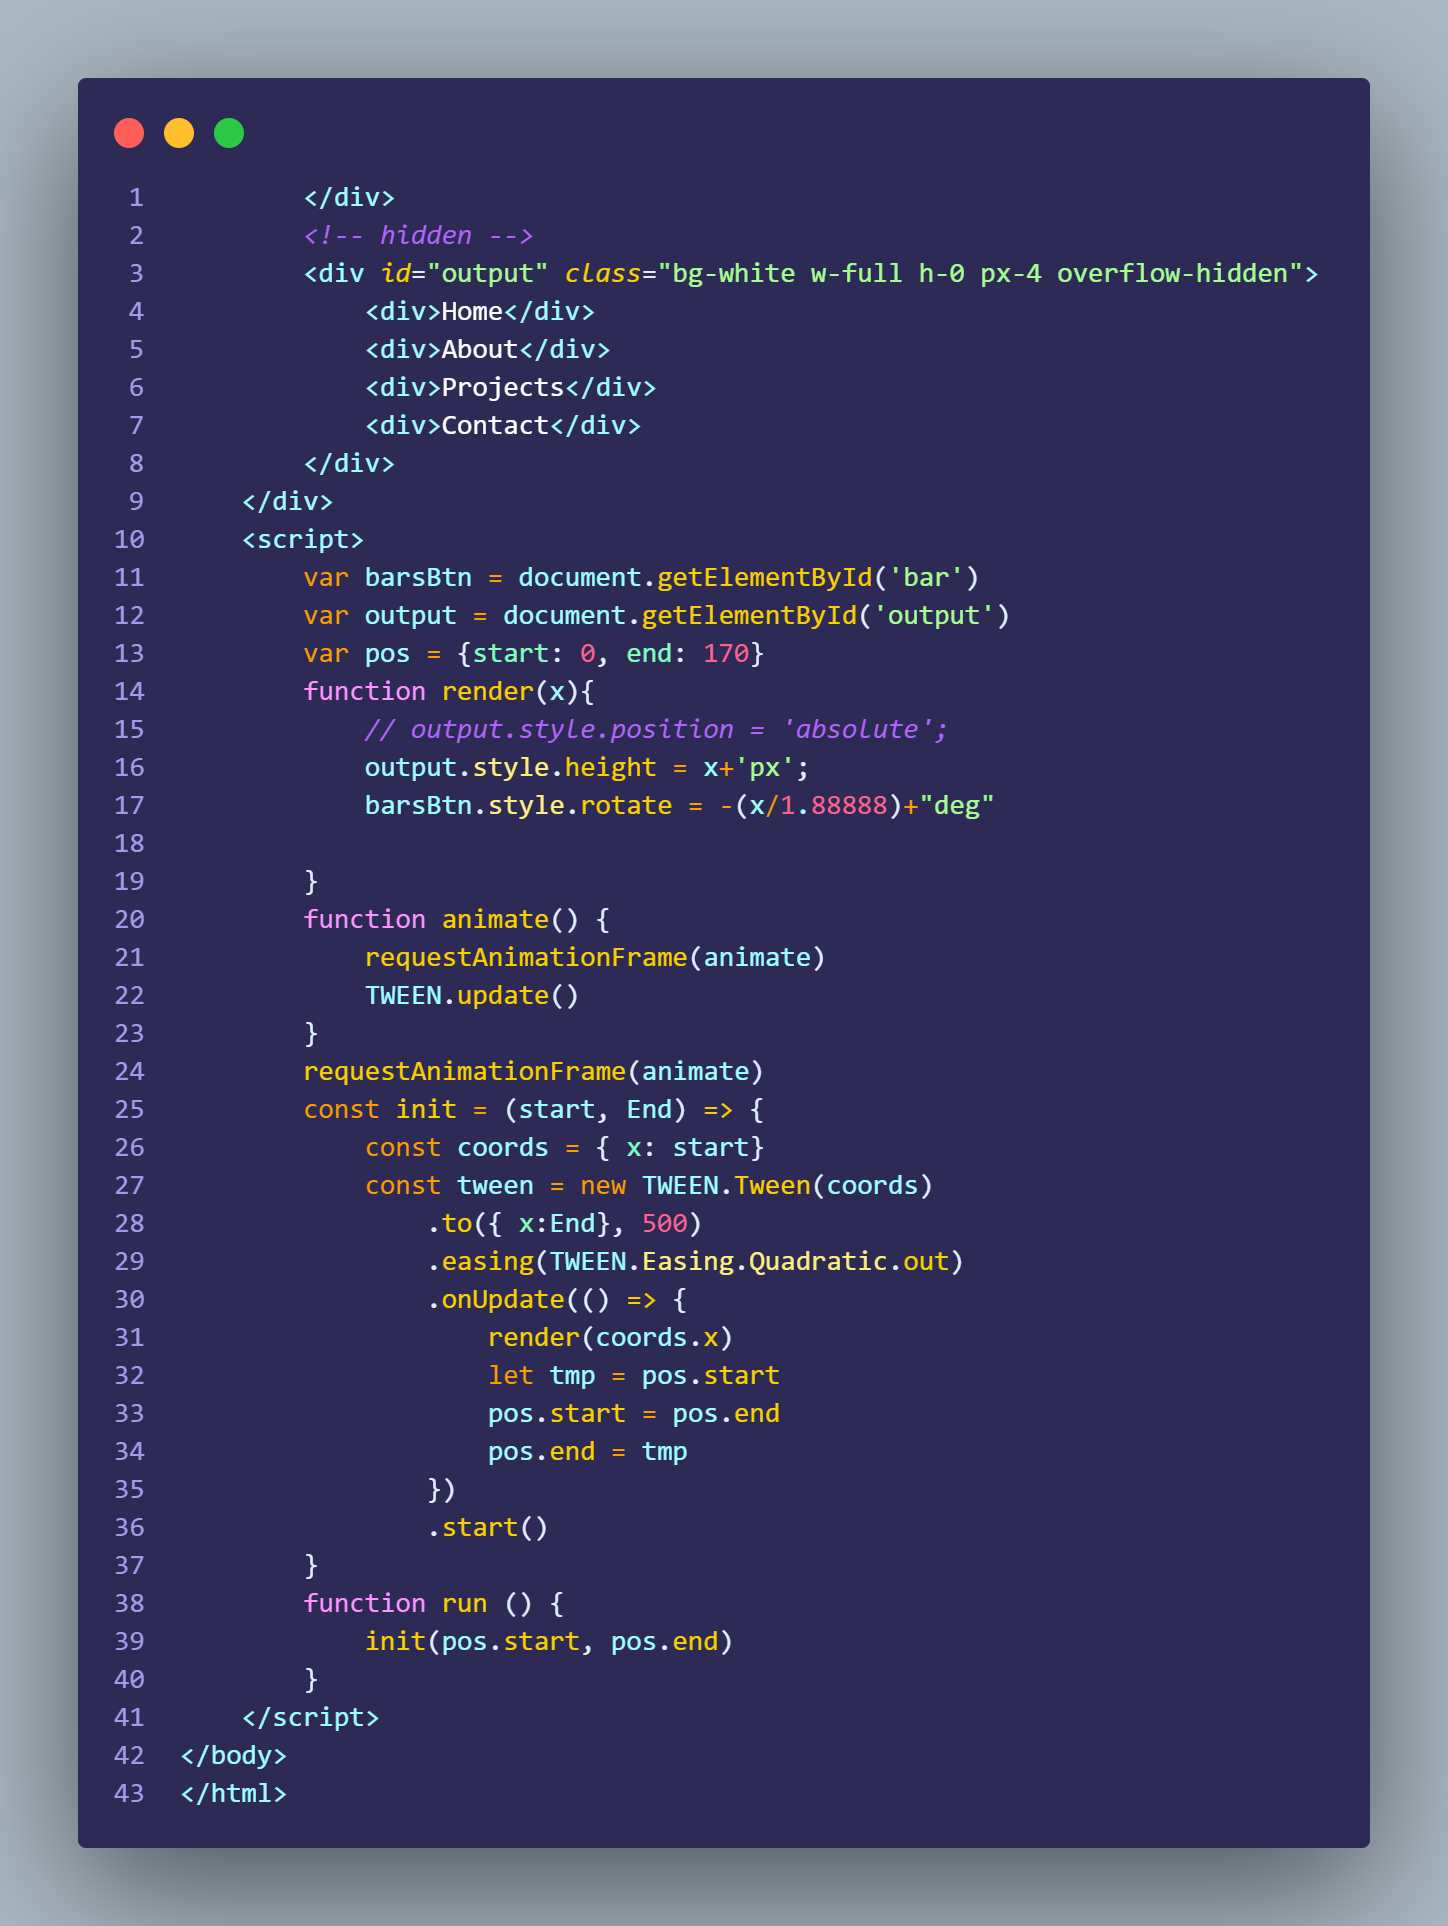 1 </div>
2 <!-- hidden -->
3 <div id="output" class="bg-white w-full h-0 px-4 overflow-hidden">
4 <div>Home</div>
5 <div>About</div>
6 <div>Projects</div>
7 <div>Contact</div>
8 </div>
9 </div>
10 <script>
11 var barsBtn = document.getElementById('bar')
12 var output = document.getElementById('output')
13 var pos = {start: 0, end: 170}
14 function render(x){
15 // output.style.position = 'absolute';
16 output.style.height = x+'px';
17 barsBtn.style.rotate = -(x/1.88888)+"deg"
18
19 }
20 function animate() {
21 requestAnimationFrame(animate)
22 TWEEN.update()
23 }
24 requestAnimationFrame(animate)
25 const init = (start, End) => {
26 const coords = { x: start}
27 const tween = new TWEEN.Tween(coords)
28 .to({ x:End}, 500)
29 .easing(TWEEN.Easing.Quadratic.out)
30 .onUpdate(() => {
31 render(coords.x)
32 let tmp = pos.start
33 pos.start = pos.end
34 pos.end = tmp
35 })
36 .start()
37 }
38 function run () {
39 init(pos.start, pos.end)
40 }
41 </script>
42 </body>
43 </html>